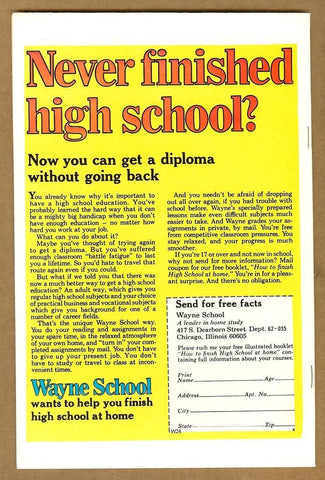 Never finished
high school?
Now you can get a diploma
without going back
You already know why it's important to
have a high school education. You've
probably learned the hard way that it can
be a mighty big handicap when you don't
have enough education — no matter how
hard you work at your job.
What can you do about it?
Maybe you've thought of trying again
to get a diploma. But you've suffered
enough classroom "battle fatigue" to last
you a lifetime. So you'd hate to travel that
route again even if you could.
But what if we told you that there was
now a much better way to get a high school
education? An adult way, which gives you
regular high school subjects and your choice
of practical business and vocational subjects
which give you background for one of a
number of career fields.
That's the unique Wayne School way.
You do your reading and assignments in
your spare time, in the relaxed atmosphere
of your own home, and "turn in" your com-
pleted assignments by mail. You don't have
to give up your present job. You don't
have to study or travel to class at incon-
venient times.
Wayne School
wants to help you finish
high school at home
And you needn't be afraid of dropping
out all over again, if you had trouble with
school before. Wayne's specially prepared
lessons make even difficult subjects much
easier to take. And Wayne grades your as-
signments in private, by mail. You're free
from competitive classroom pressures. You
stay relaxed, and your progress is much
smoother.
If you're 17 or over and not now in school,
why not send for more information? Mail
coupon for our free booklet, "How to finish
High School at home." You're in for a pleas-
ant surprise. And there's no obligation.
Send for free facts
Wayne School
A leader in home study
417 S. Dearborn Street, Dept. 62-035
Chicago, Illinois 60605
Please rush me your free illustrated booklet
"How to finish High School at home" con-
taining full information about your courses.
Print
Name Age
Address Apt. No.
City
State Zip
W24